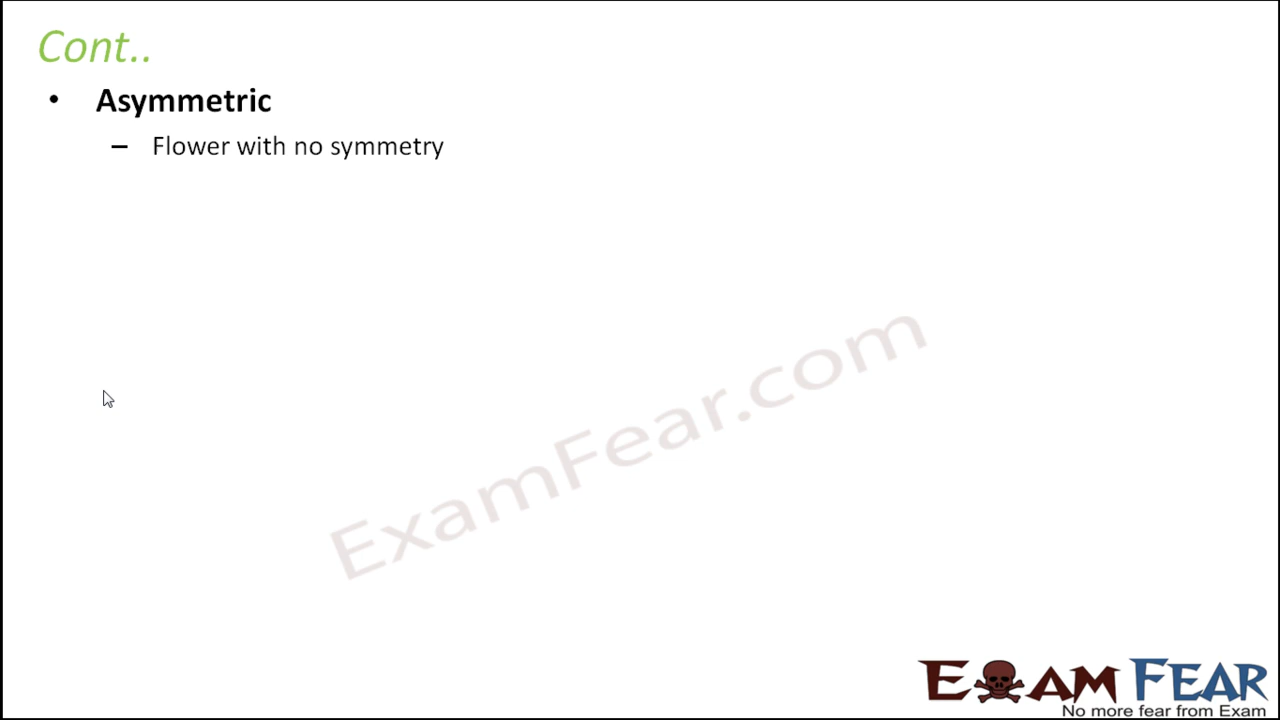 Cont..
• Asymmetric
– Flower with no symmetry
ExamFear.com
EXAM FEAR
No more fear from Exam